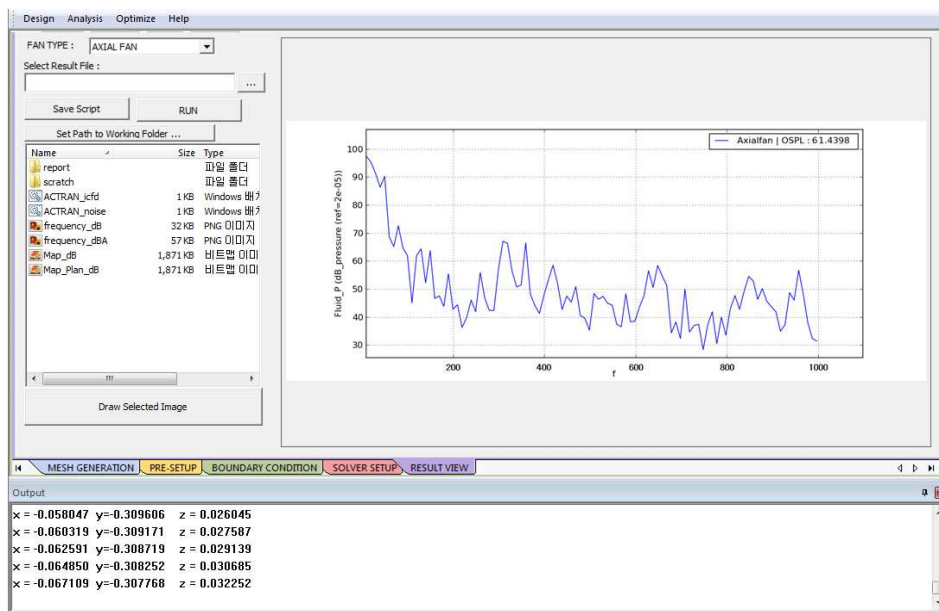 Design Analysis Optimize Help
FAN TYPE : AXIAL FAN
Select Result File :
...
Save Script RUN
Set Path to Working Folder ...
Name Size Type
report 파일 폴더
scratch 파일 폴더
ACTRAN_icfd 1 KB Windows 배치
ACTRAN_noise 1 KB Windows 배치
frequency_dB 32 KB PNG 이미지
frequency_dBA 57 KB PNG 이미지
Map_dB 1,871 KB 비트맵 이미
Map_Plan_dB 1,871 KB 비트맵 이미
Draw Selected Image
Axialfan | OSPL : 61.4398
Fluid_P (dB_pressure (ref=2e-05))
100
90
80
70
60
50
40
30
200 400 600 800 1000
f
MESH GENERATION PRE-SETUP BOUNDARY CONDITION SOLVER SETUP RESULT VIEW
Output
x = -0.058047 y=-0.309606 z = 0.026045
x = -0.060319 y=-0.309171 z = 0.027587
x = -0.062591 y=-0.308719 z = 0.029139
x = -0.064850 y=-0.308252 z = 0.030685
x = -0.067109 y=-0.307768 z = 0.032252